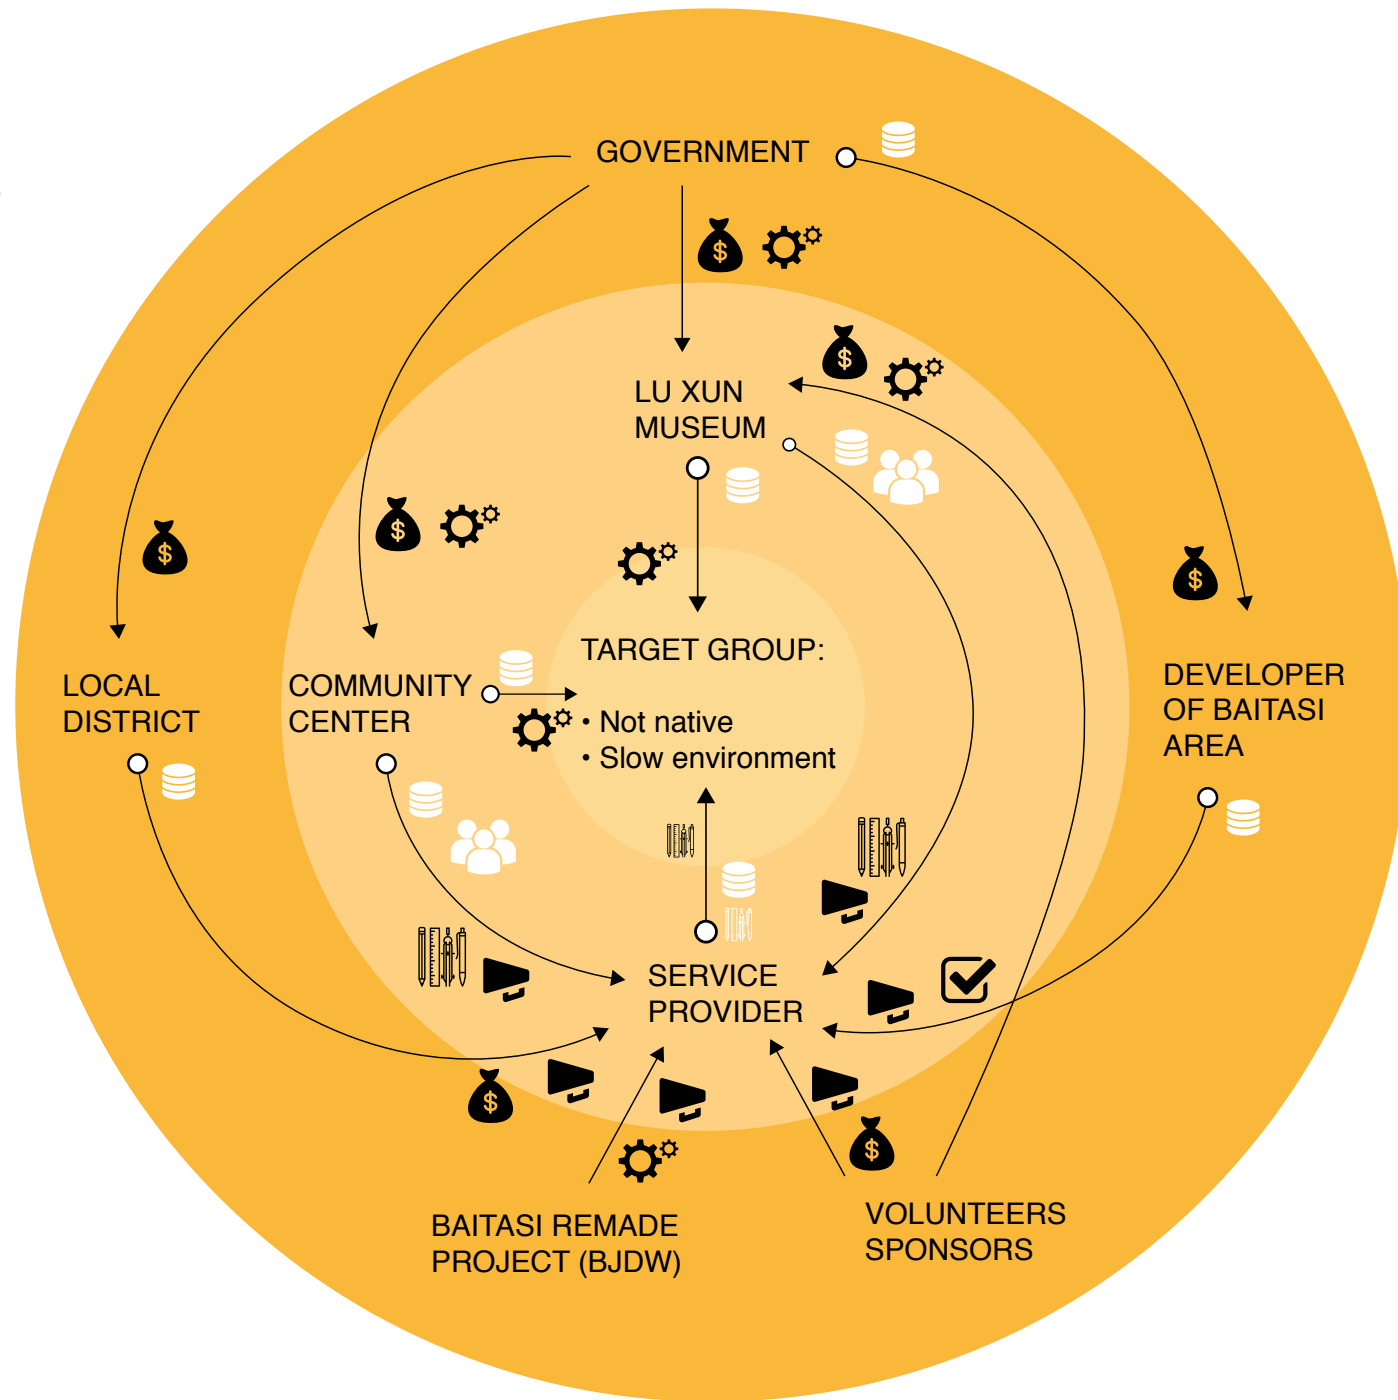 GOVERNMENT
LU XUN
MUSEUM
TARGET GROUP:
• Not native
• Slow environment
LOCAL
DISTRICT
COMMUNITY
CENTER
DEVELOPER
OF BAITASI
AREA
SERVICE
PROVIDER
BAITASI REMADE
PROJECT (BJDW)
VOLUNTEERS
SPONSORS
$
$
$
$
$
$
$